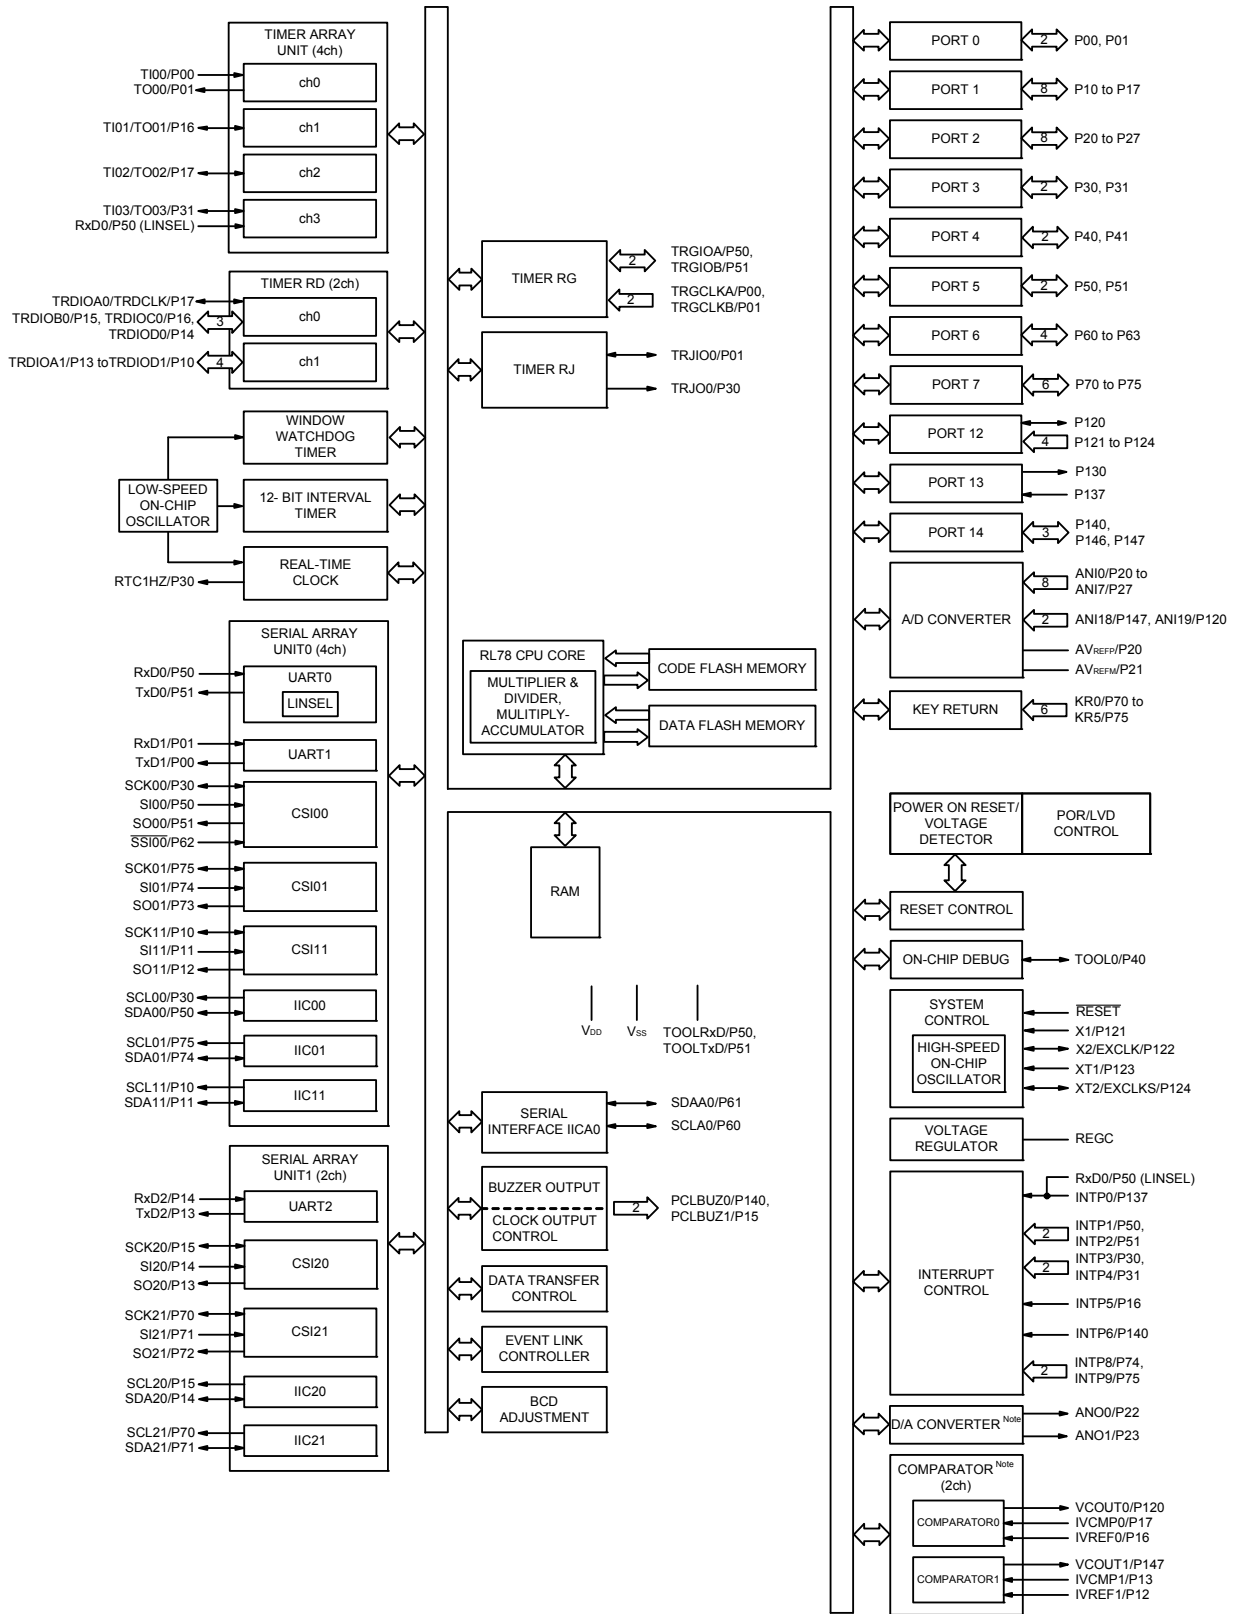 TIMER ARRAY
UNIT (4ch)
TI00/P00
TO00/P01
ch0
TI01/TO01/P16
ch1
TI02/TO02/P17
ch2
TI03/TO03/P31
RxD0/P50 (LINSEL)
ch3
TIMER RD (2ch)
TRDIOA0/TRDCLK/P17
TRDIOB0/P15, TRDIOC0/P16,
TRDIOD0/P14
3
ch0
TRDIOA1/P13 toTRDIOD1/P10
4
ch1
WINDOW
WATCHDOG
TIMER
LOW-SPEED
ON-CHIP
OSCILLATOR
12- BIT INTERVAL
TIMER
REAL-TIME
CLOCK
RTC1HZ/P30
SERIAL ARRAY
UNIT0 (4ch)
RxD0/P50
TxD0/P51
UART0
LINSEL
RxD1/P01
TxD1/P00
UART1
SCK00/P30
SI00/P50
SO00/P51
SSI00/P62
CSI00
SCK01/P75
SI01/P74
SO01/P73
CSI01
SCK11/P10
SI11/P11
SO11/P12
CSI11
SCL00/P30
SDA00/P50
IIC00
SCL01/P75
SDA01/P74
IIC01
SCL11/P10
SDA11/P11
IIC11
SERIAL ARRAY
UNIT1 (2ch)
RxD2/P14
TxD2/P13
UART2
SCK20/P15
SI20/P14
SO20/P13
CSI20
SCK21/P70
SI21/P71
SO21/P72
CSI21
SCL20/P15
SDA20/P14
IIC20
SCL21/P70
SDA21/P71
IIC21
TIMER RG
2
TRGIOA/P50,
TRGIOB/P51
2
TRGCLKA/P00,
TRGCLKB/P01
TIMER RJ
TRJIO0/P01
TRJO0/P30
RL78 CPU CORE
MULTIPLIER &
DIVIDER,
MULITIPLY-
ACCUMULATOR
CODE FLASH MEMORY
DATA FLASH MEMORY
RAM
VDD
VSS
TOOLRxD/P50,
TOOLTxD/P51
SERIAL
INTERFACE IICA0
SDAA0/P61
SCLA0/P60
BUZZER OUTPUT
CLOCK OUTPUT
CONTROL
2
PCLBUZ0/P140,
PCLBUZ1/P15
DATA TRANSFER
CONTROL
EVENT LINK
CONTROLLER
BCD
ADJUSTMENT
PORT 0
2
P00, P01
PORT 1
8
P10 to P17
PORT 2
8
P20 to P27
PORT 3
2
P30, P31
PORT 4
2
P40, P41
PORT 5
2
P50, P51
PORT 6
4
P60 to P63
PORT 7
6
P70 to P75
PORT 12
P120
4
P121 to P124
PORT 13
P130
P137
PORT 14
3
P140,
P146, P147
A/D CONVERTER
8
ANI0/P20 to
ANI7/P27
2
ANI18/P147, ANI19/P120
AVREFP/P20
AVREFM/P21
KEY RETURN
6
KR0/P70 to
KR5/P75
POWER ON RESET/
VOLTAGE
DETECTOR
POR/LVD
CONTROL
RESET CONTROL
ON-CHIP DEBUG
TOOL0/P40
SYSTEM
CONTROL
HIGH-SPEED
ON-CHIP
OSCILLATOR
RESET
X1/P121
X2/EXCLK/P122
XT1/P123
XT2/EXCLKS/P124
VOLTAGE
REGULATOR
REGC
INTERRUPT
CONTROL
RxD0/P50 (LINSEL)
INTP0/P137
2
INTP1/P50,
INTP2/P51
2
INTP3/P30,
INTP4/P31
INTP5/P16
INTP6/P140
2
INTP8/P74,
INTP9/P75
D/A CONVERTER Note
ANO0/P22
ANO1/P23
COMPARATOR Note
(2ch)
COMPARATOR0
VCOUT0/P120
IVCMP0/P17
IVREF0/P16
COMPARATOR1
VCOUT1/P147
IVCMP1/P13
IVREF1/P12